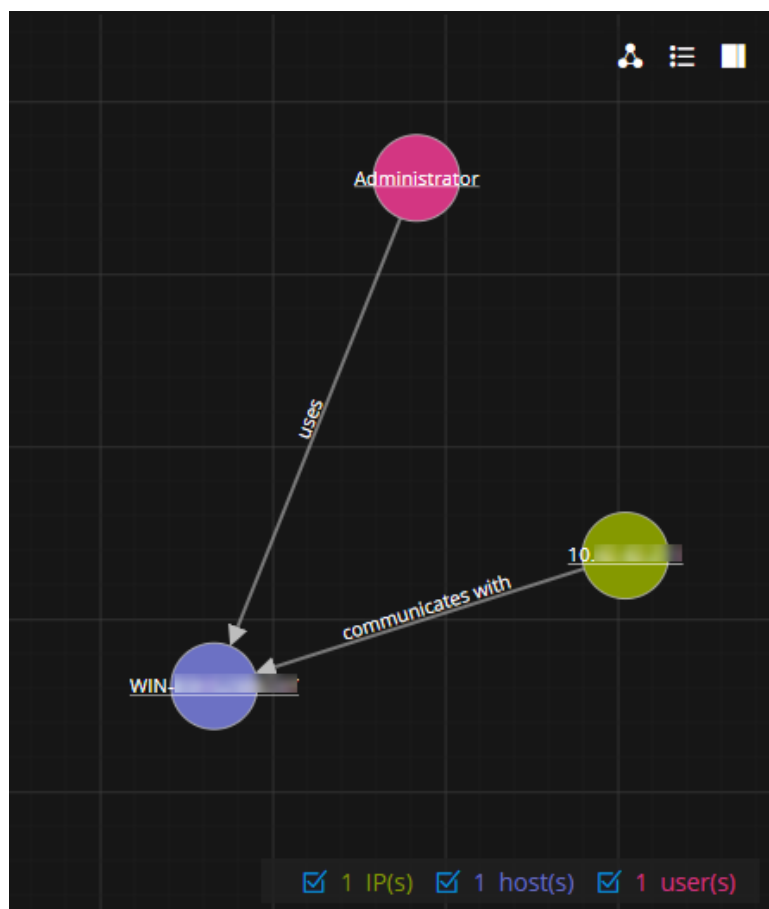 Administrator
uses
10.
communicates with
WIN-
1 IP(s) 1 host(s) 1 user(s)